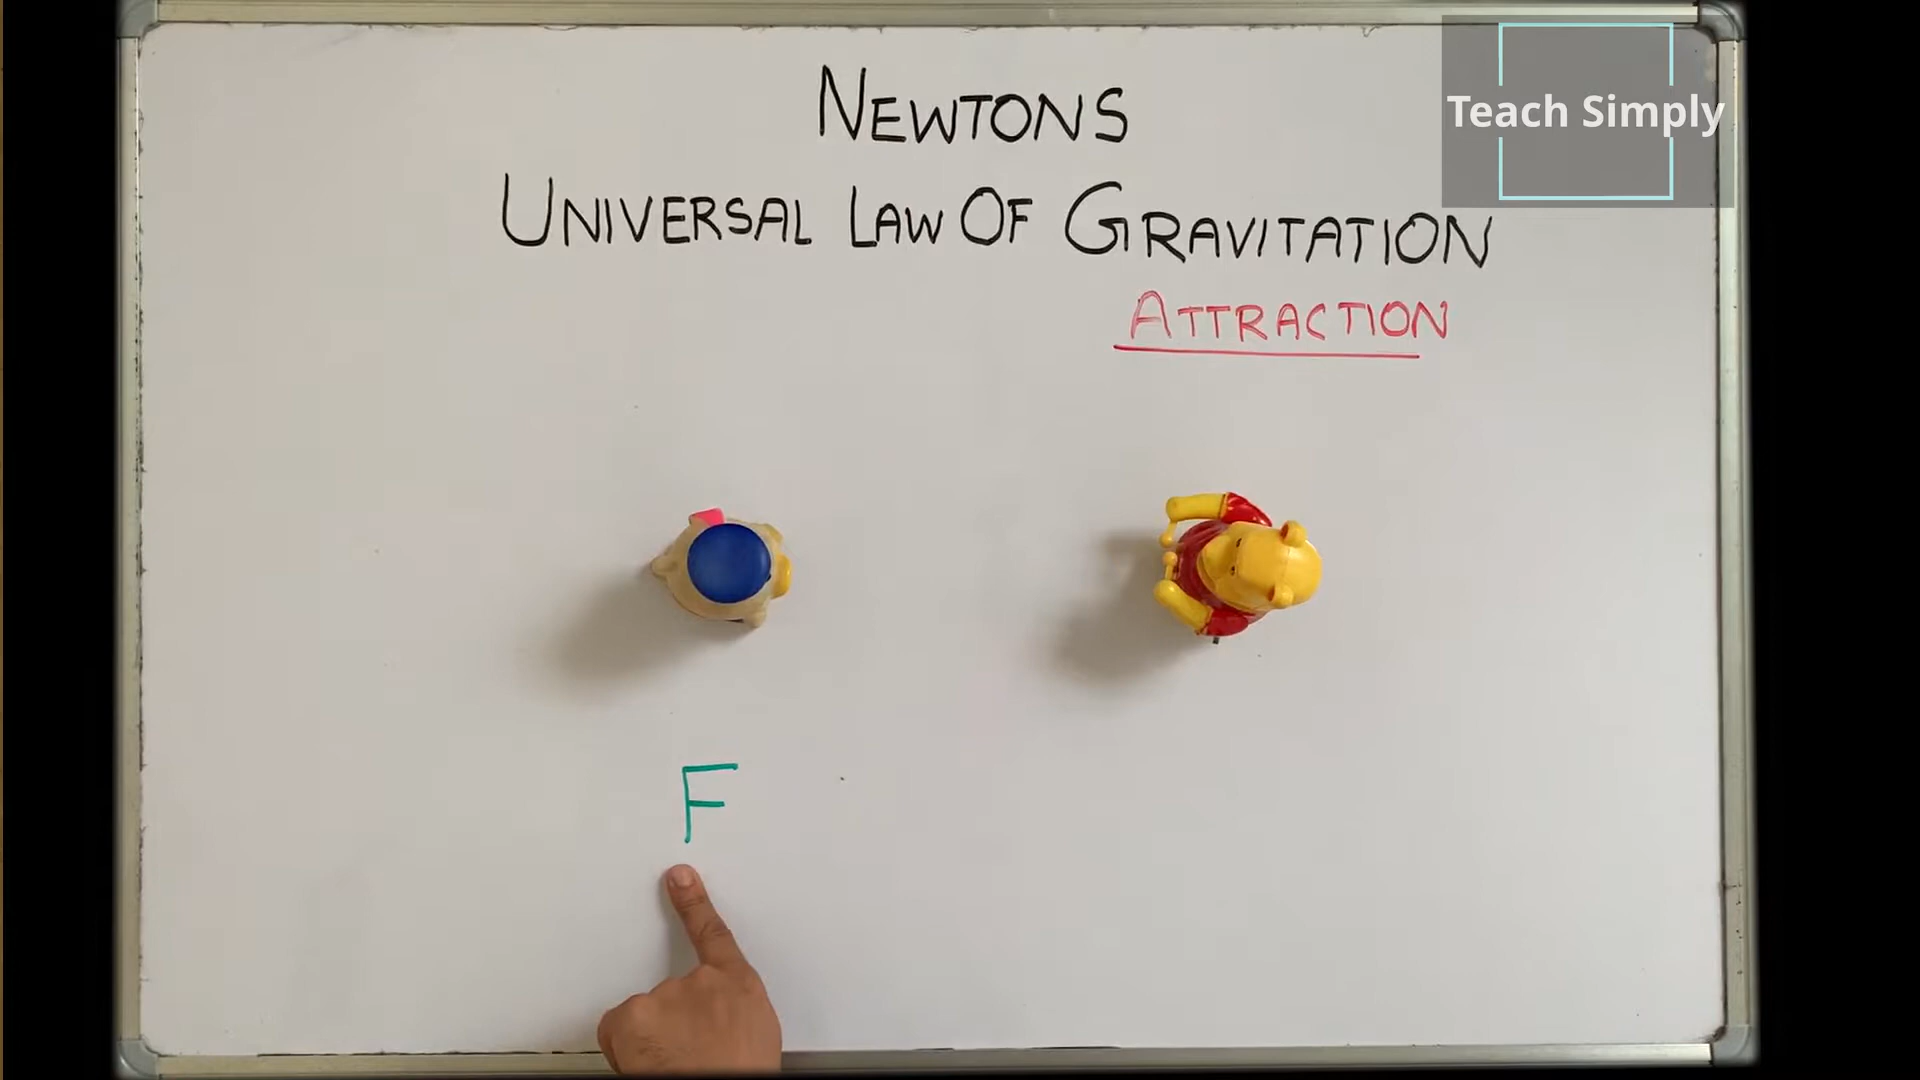 NEWTONS
Teach Simply
UNIVERSAL LAW OF GRAVITATION
ATTRACTION
F